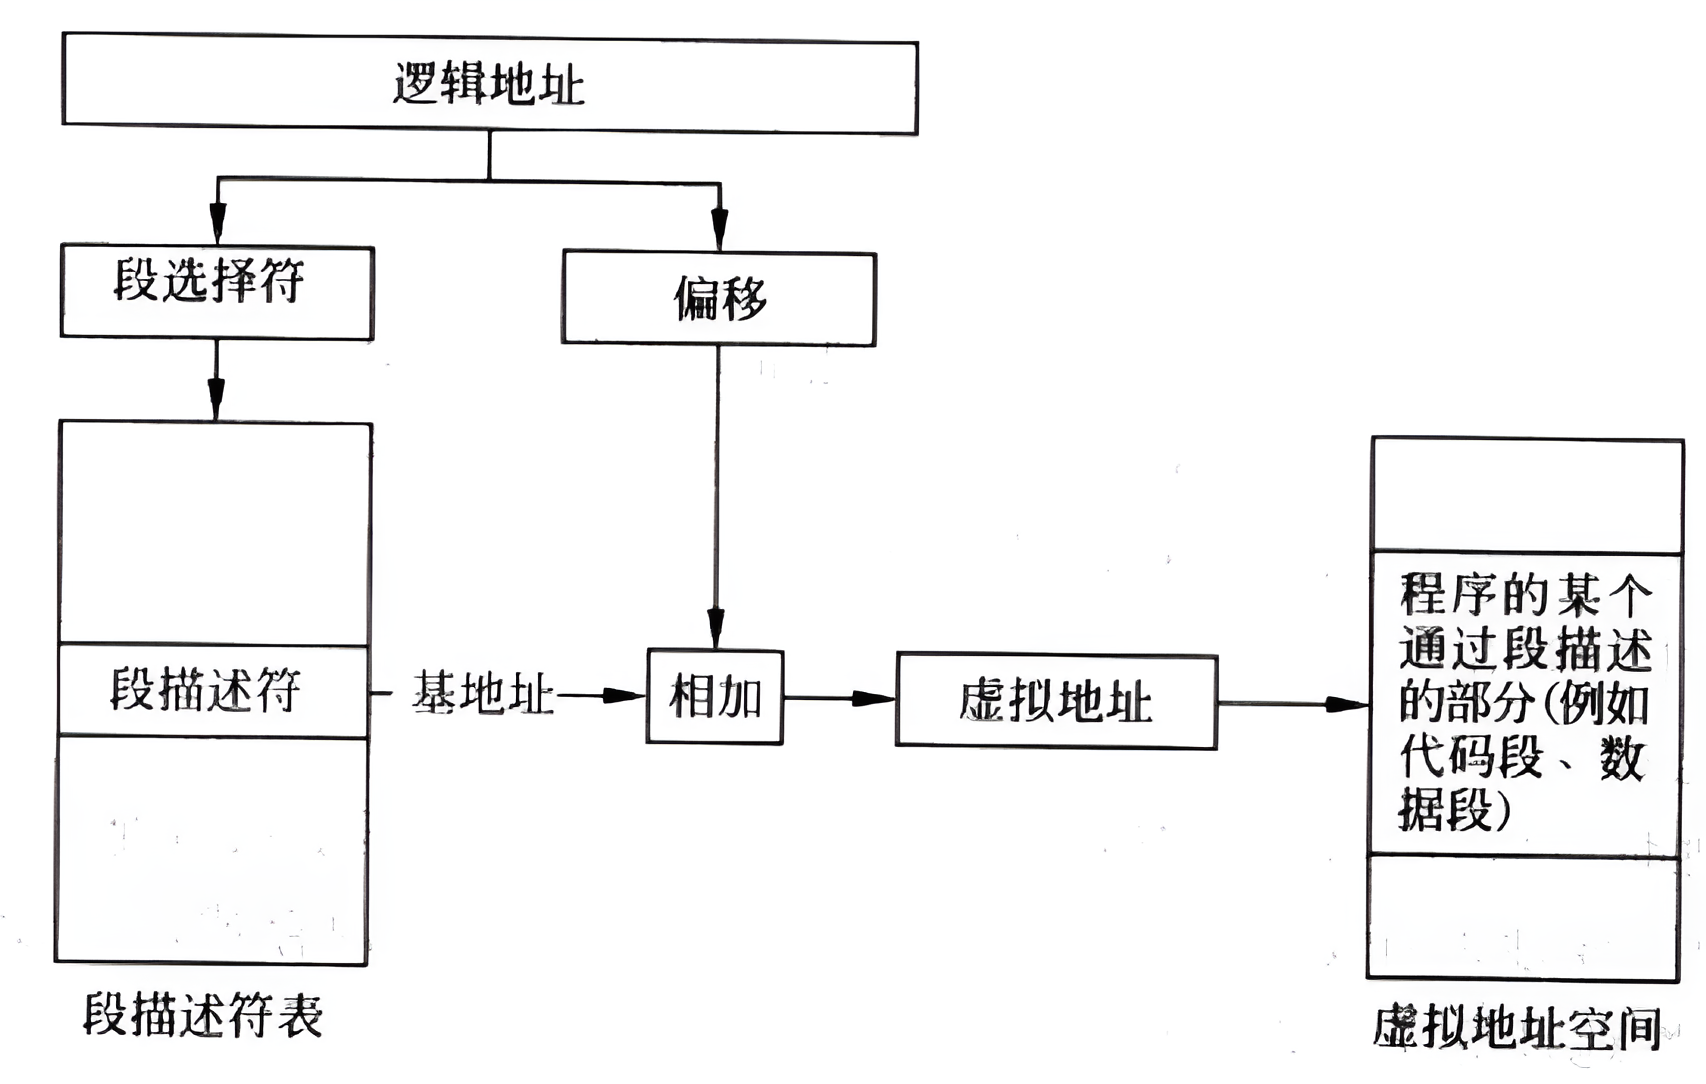 逻辑地址
段选择符
偏移
段描述符
基地址
相加
虚拟地址
程序的某个
通过段描述
的部分(例如
代码段、数
据段)
段描述符表
虚拟地址空间